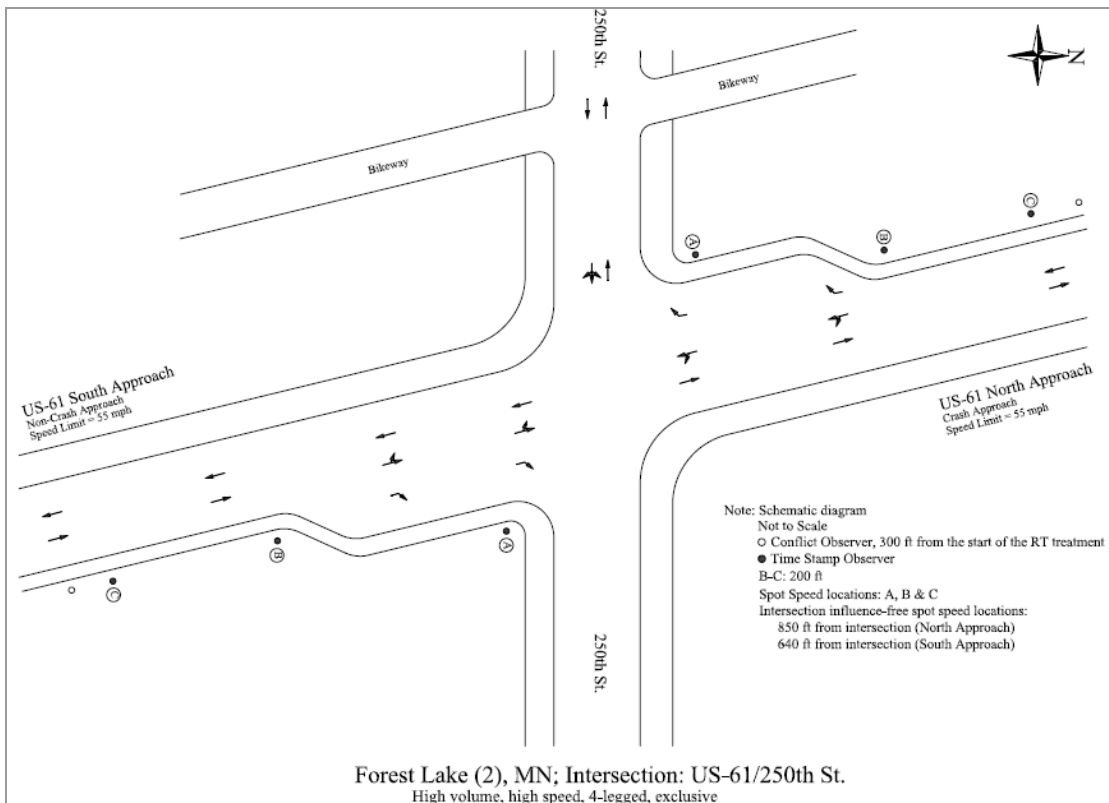 250th St.
N
Bikeway
Bikeway
C
A
B
US-61 South Approach
Non-Crash Approach
Speed Limit = 55 mph
US-61 North Approach
Crash Approach
Speed Limit = 55 mph
A
B
C
250th St.
Note: Schematic diagram
Not to Scale
Conflict Observer, 300 ft from the start of the RT treatment
Time Stamp Observer
B-C: 200 ft
Spot Speed locations: A, B & C
Intersection influence-free spot speed locations:
850 ft from intersection (North Approach)
640 ft from intersection (South Approach)
Forest Lake (2), MN; Intersection: US-61/250th St.
High volume, high speed, 4-legged, exclusive